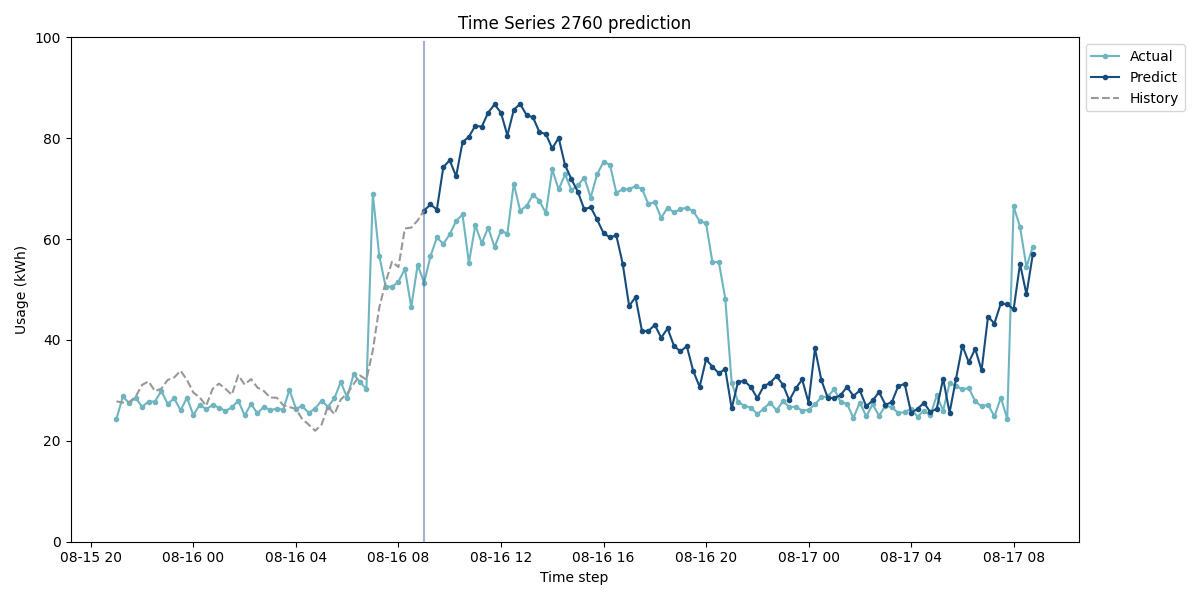 Time Series 2760 prediction
Usage (kWh)
100
80
60
40
20
0
08-15 20
08-16 00
08-16 04
08-16 08
08-16 12
08-16 16
08-16 20
08-17 00
08-17 04
08-17 08
Time step
Actual
Predict
History